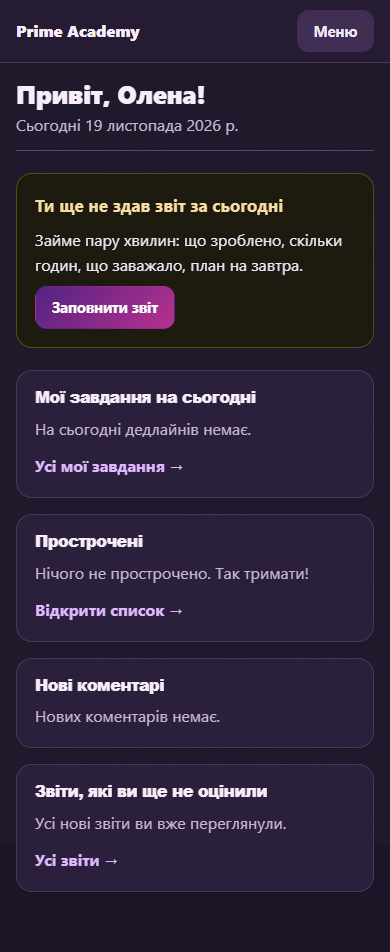 Prime Academy
Меню
Привіт, Олена!
Сьогодні 19 листопада 2026 р.
Ти ще не здав звіт за сьогодні
Займе пару хвилин: що зроблено, скільки
годин, що заважало, план на завтра.
Заповнити звіт
Мої завдання на сьогодні
На сьогодні дедлайнів немає.
Усі мої завдання →
Прострочені
Нічого не прострочено. Так тримати!
Відкрити список →
Нові коментарі
Нових коментарів немає.
Звіти, які ви ще не оцінили
Усі нові звіти ви вже переглянули.
Усі звіти →